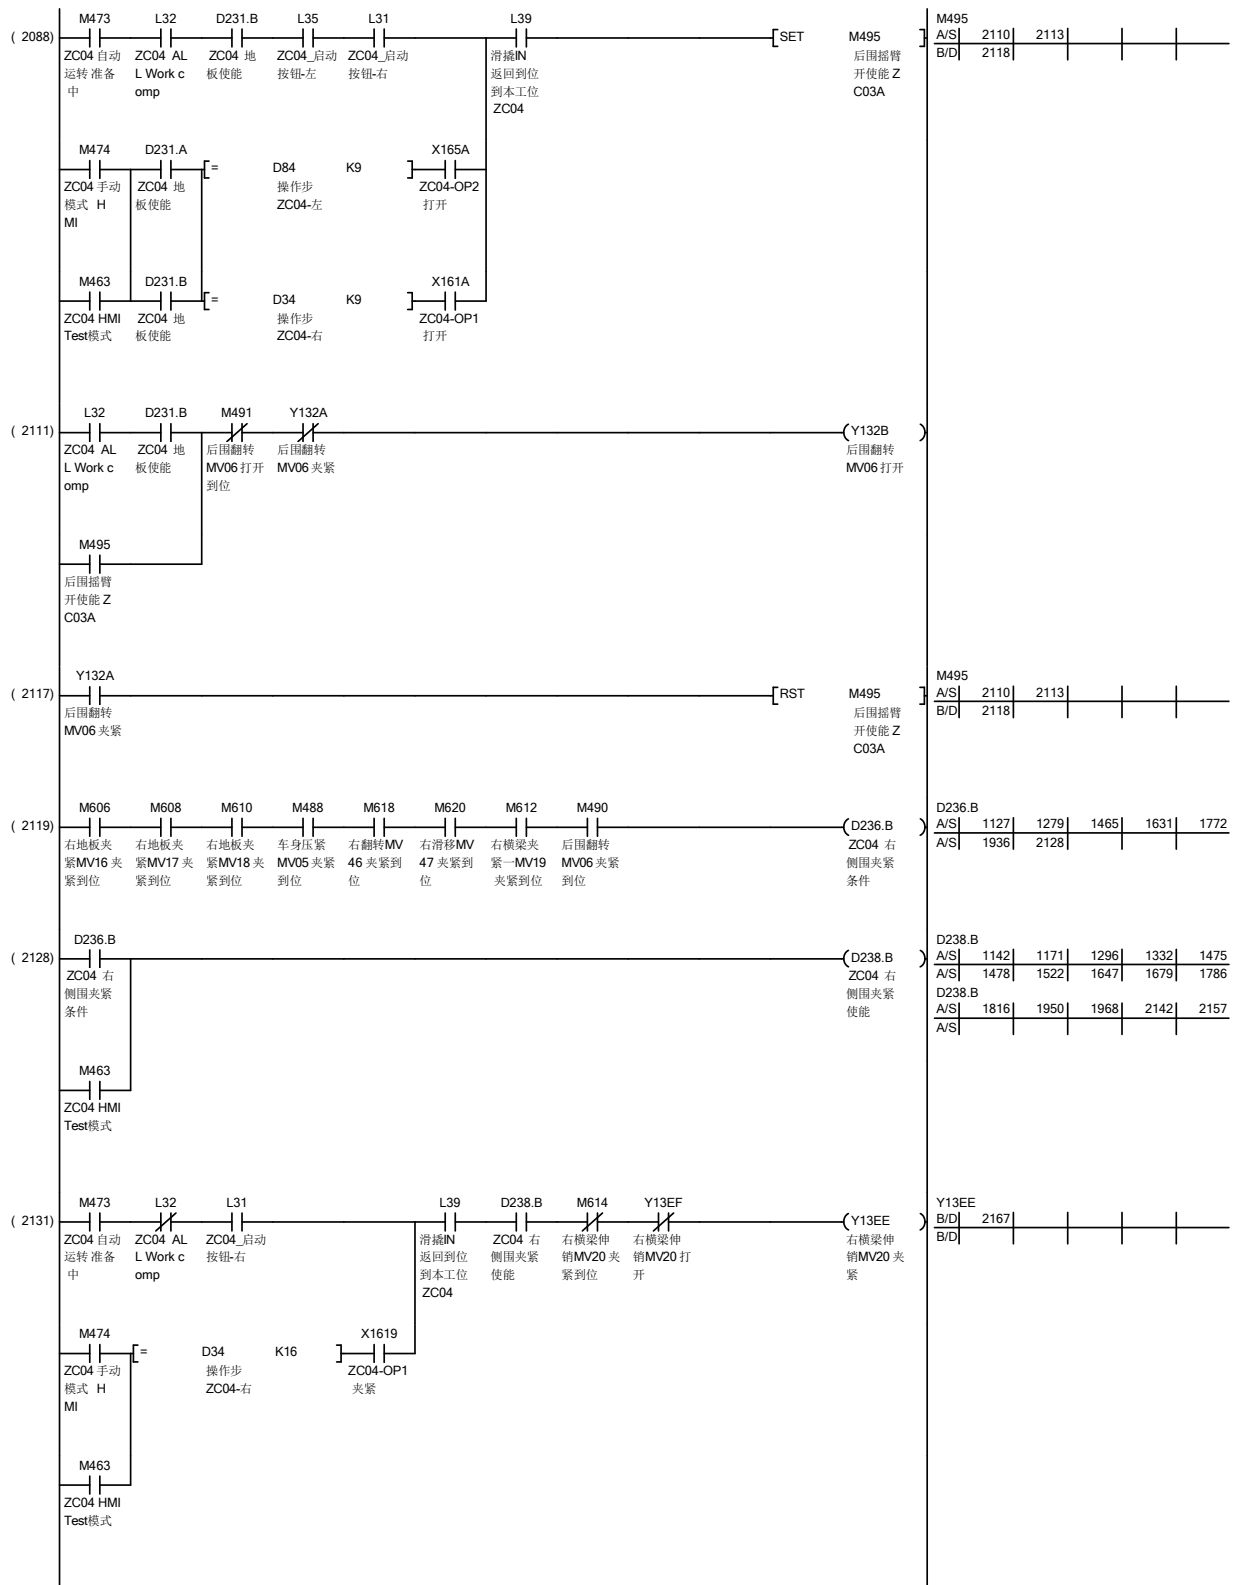 M473 L32 D231.B L35 L31 L39 M495
( 2088) SET M495 A/S 2110 2113
ZC04 自动 ZC04 AL ZC04 地 ZC04_启动 ZC04_启动 滑撬IN 后围摇臂 B/D 2118
运转 准备 L Work c 板使能 按钮-左 按钮-右 返回到位 开使能 Z
中 omp 到本工位 C03A
ZC04
M474 D231.A X165A
= D84 K9
ZC04 手动 ZC04 地 操作步 ZC04-OP2
模式 H 板使能 ZC04-左 打开
MI
M463 D231.B X161A
= D34 K9
ZC04 HMI ZC04 地 操作步 ZC04-OP1
Test模式 板使能 ZC04-右 打开
L32 D231.B M491 Y132A
( 2111) Y132B
ZC04 AL ZC04 地 后围翻转 后围翻转 后围翻转
L Work c 板使能 MV06 打开 MV06 夹紧 MV06 打开
omp 到位
M495
后围摇臂
开使能 Z
C03A
Y132A M495
( 2117) RST M495 A/S 2110 2113
后围翻转 后围摇臂 B/D 2118
MV06 夹紧 开使能 Z
C03A
M606 M608 M610 M488 M618 M620 M612 M490 D236.B
( 2119) D236.B A/S 1127 1279 1465 1631 1772
右地板夹 右地板夹 右地板夹 车身压紧 右翻转MV 右滑移MV 右横梁夹 后围翻转 ZC04 右 A/S 1936 2128
紧MV16 夹 紧MV17 夹 紧MV18 夹 MV05 夹紧 46 夹紧到 47 夹紧到 紧一MV19 MV06 夹紧 侧围夹紧
紧到位 紧到位 紧到位 到位 位 位 夹紧到位 到位 条件
D236.B D238.B
( 2128) D238.B A/S 1142 1171 1296 1332 1475
ZC04 右 ZC04 右 A/S 1478 1522 1647 1679 1786
侧围夹紧 侧围夹紧 D238.B
条件 使能 A/S 1816 1950 1968 2142 2157
A/S
M463
ZC04 HMI
Test模式
M473 L32 L31 L39 D238.B M614 Y13EF Y13EE
( 2131) Y13EE B/D 2167
ZC04 自动 ZC04 AL ZC04_启动 滑撬IN ZC04 右 右横梁伸 右横梁伸 右横梁伸 B/D
运转 准备 L Work c 按钮-右 返回到位 侧围夹紧 销MV20 夹 销MV20 打 销MV20 夹
中 omp 到本工位 使能 紧到位 开 紧
ZC04
M474 X1619
= D34 K16
ZC04 手动 操作步 ZC04-OP1
模式 H ZC04-右 夹紧
MI
M463
ZC04 HMI
Test模式